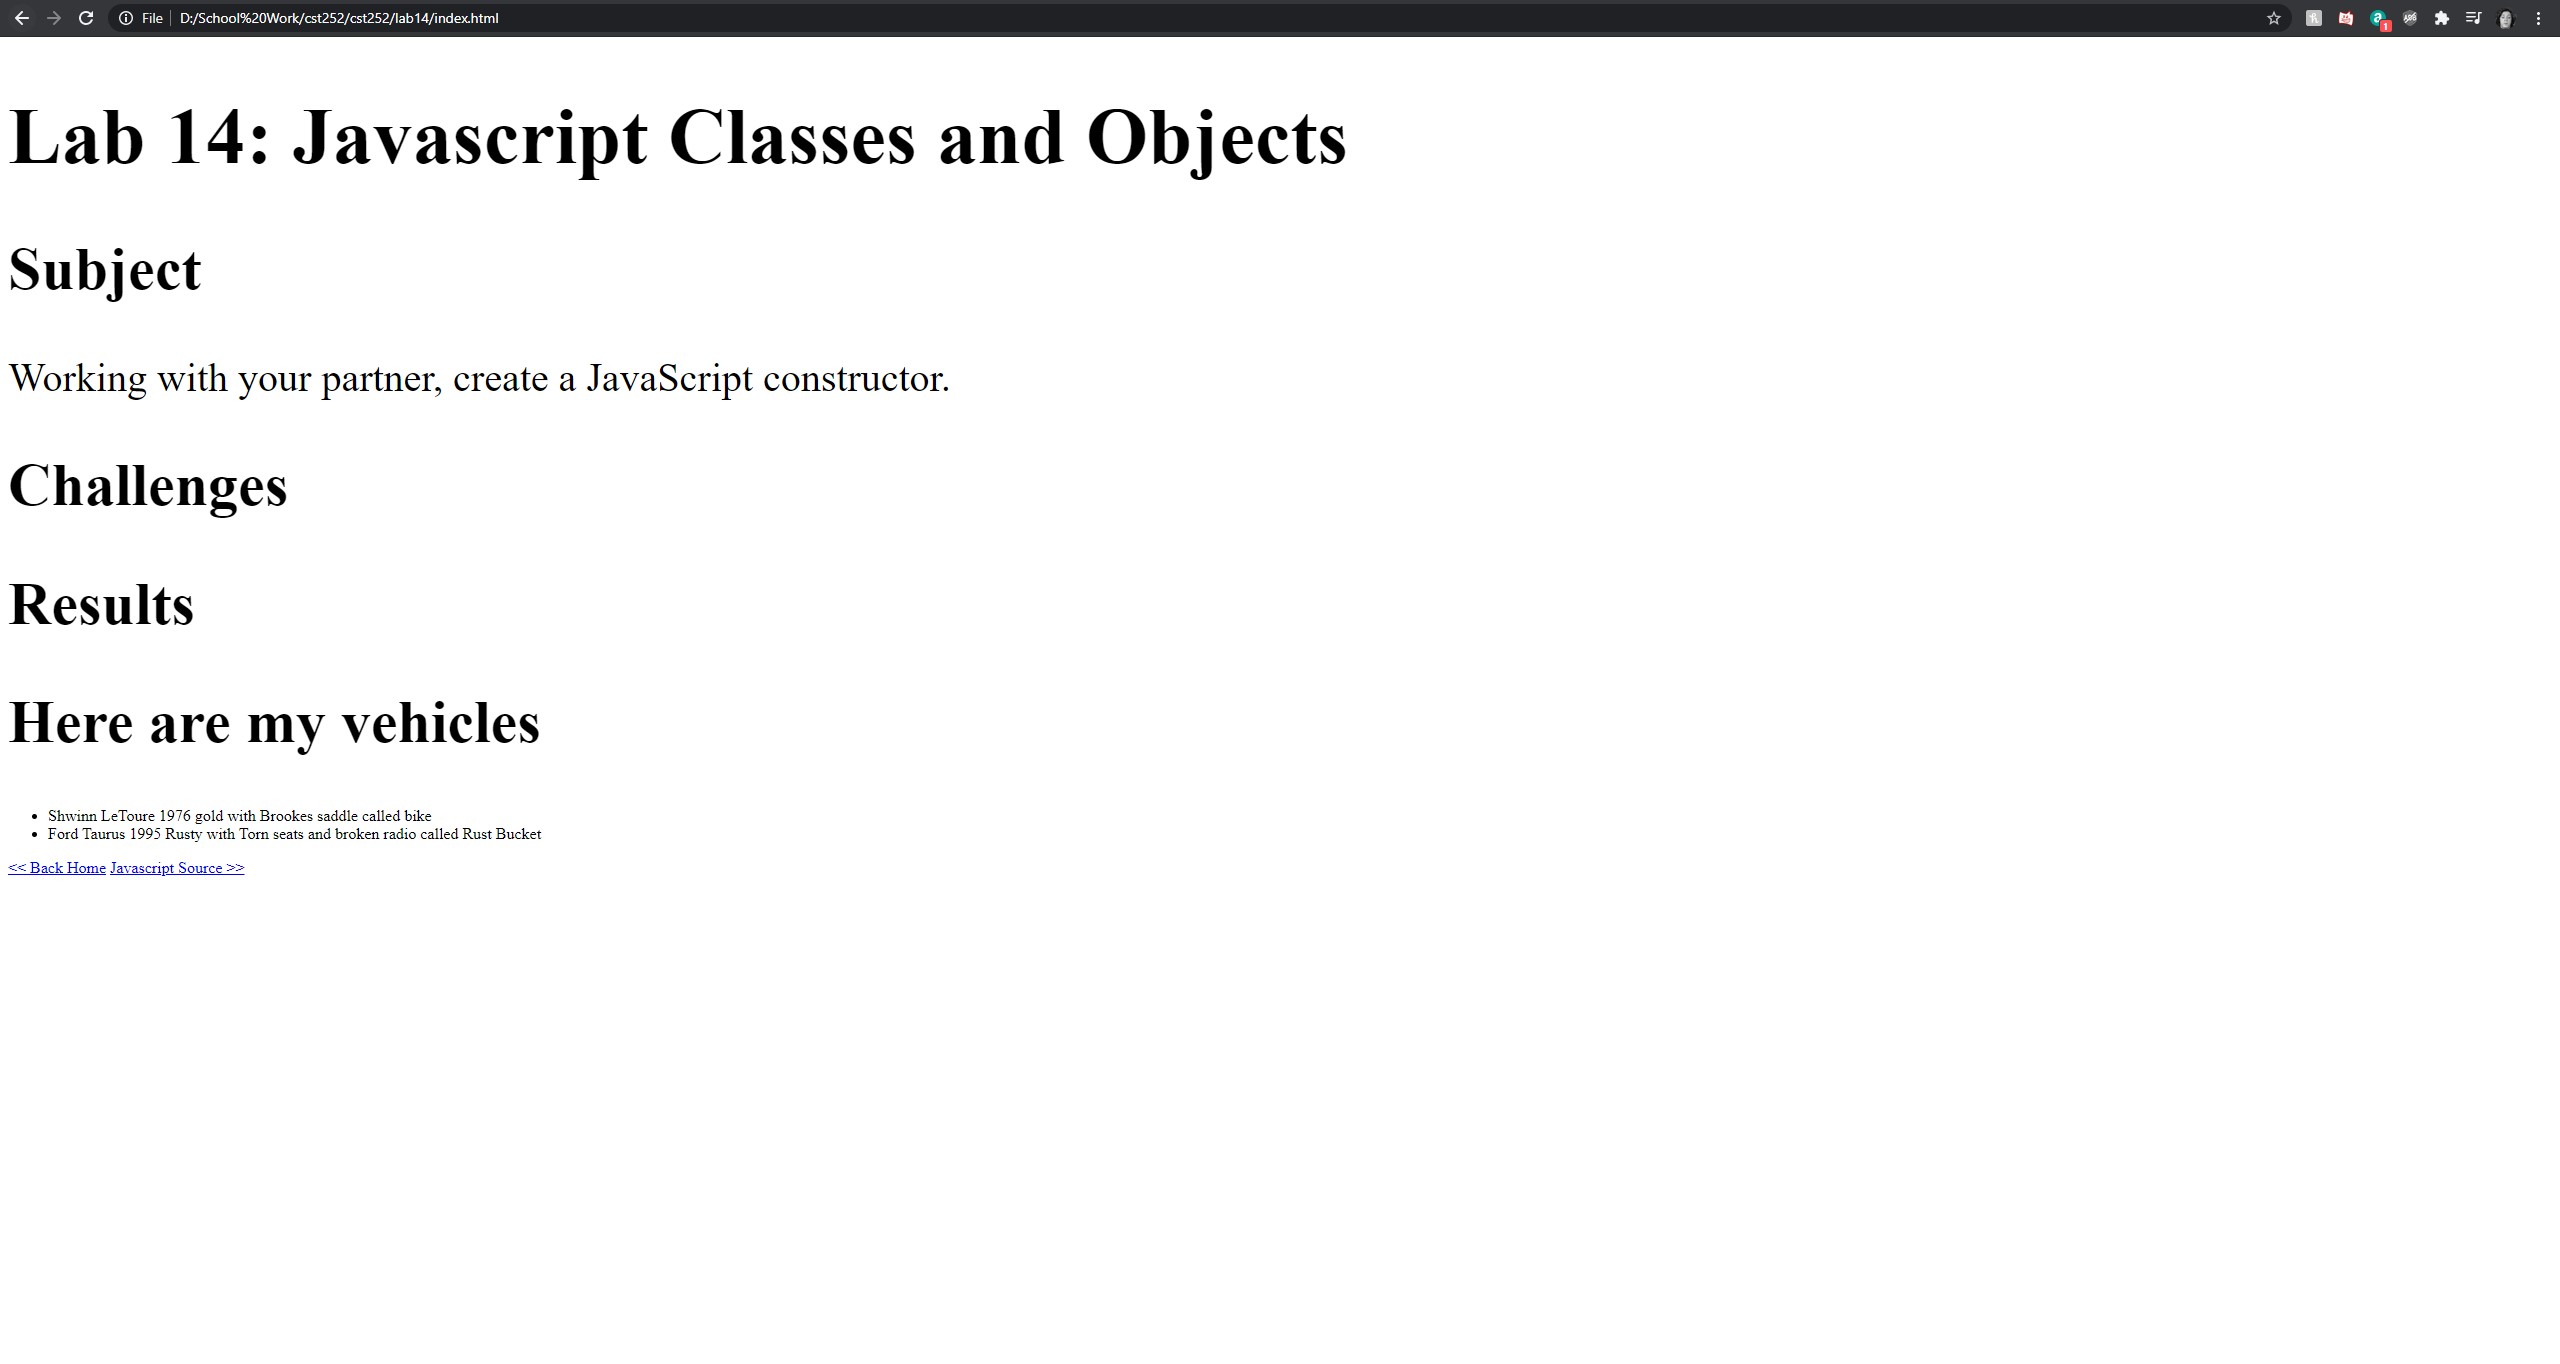 File D:/School%20Work/cst252/cst252/lab14/index.html
1
Lab 14: Javascript Classes and Objects
Subject
Working with your partner, create a JavaScript constructor.
Challenges
Results
Here are my vehicles
• Shwinn LeToure 1976 gold with Brookes saddle called bike
• Ford Taurus 1995 Rusty with Torn seats and broken radio called Rust Bucket
<< Back Home Javascript Source >>